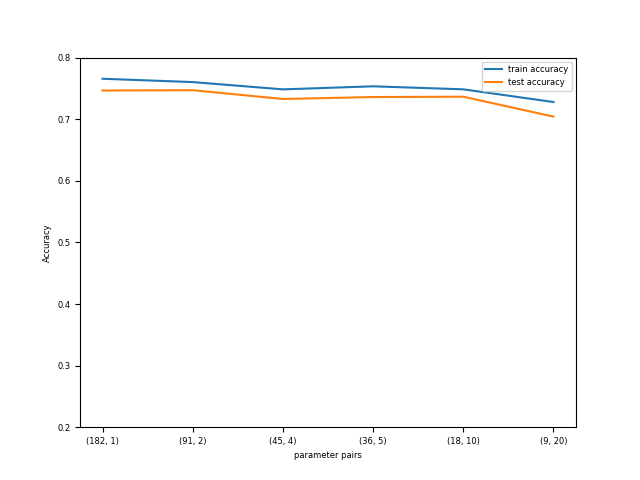 0.8
0.7
0.6
0.5
0.4
0.3
0.2
Accuracy
train accuracy
test accuracy
(182, 1) (91, 2) (45, 4) (36, 5) (18, 10) (9, 20)
parameter pairs